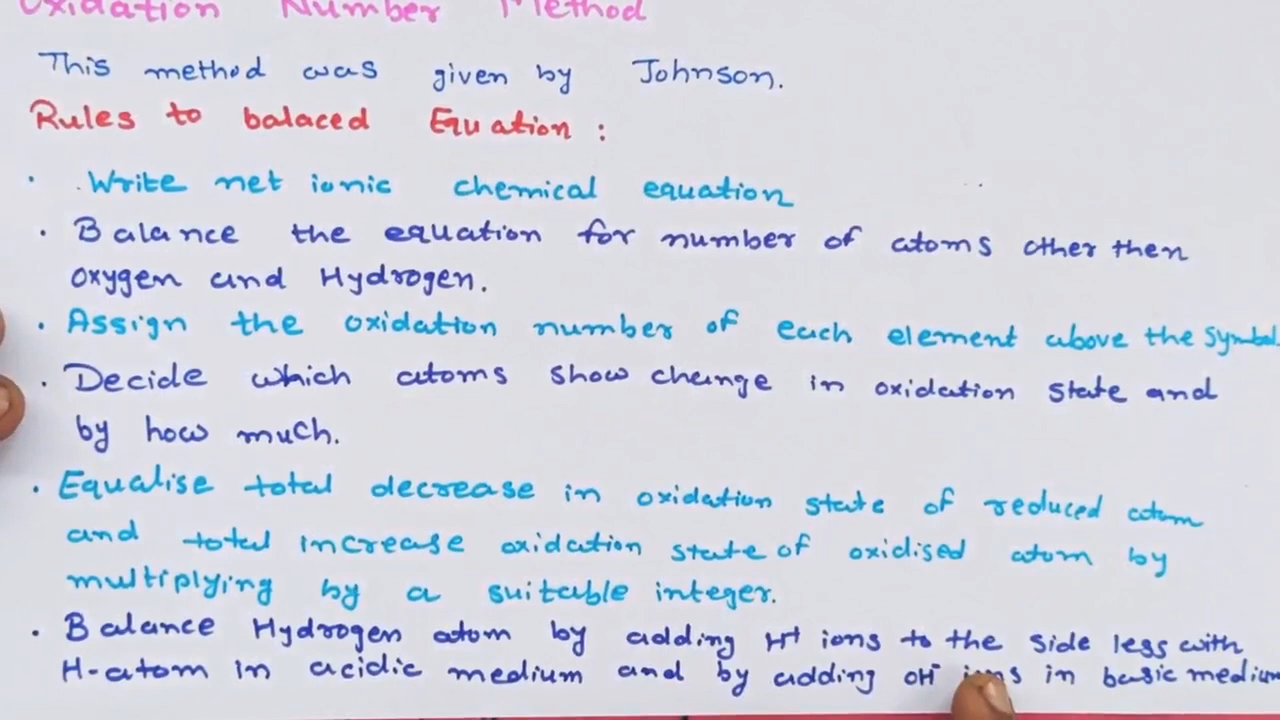 Oxidation Number Method
This method was given by Johnson.
Rules to balaced Equation :
. Write net ionic chemical equation
. Balance the equation for number of atoms other then
oxygen and Hydrogen.
. Assign the oxidation number of each element above the symbol.
. Decide which atoms show change in oxidation state and
by how much.
. Equalise total decrease in oxidation state of reduced atom
and total increase oxidation state of oxidised atom by
multiplying by a suitable integer.
. Balance Hydrogen atom by adding H⁺ ions to the side less with
H-atom in acidic medium and by adding OH⁻ ions in basic medium